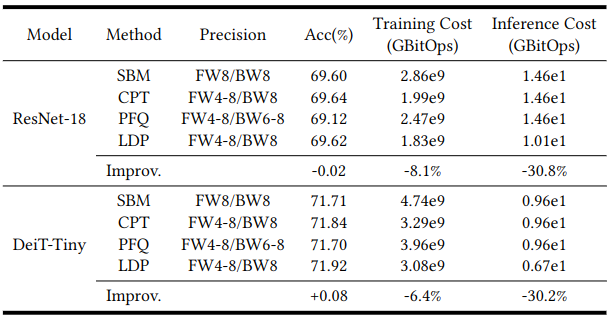 Model Method Precision Acc(%) Training Cost (GBitOps) Inference Cost (GBitOps)
SBM FW8/BW8 69.60 2.86e9 1.46e1
CPT FW4-8/BW8 69.64 1.99e9 1.46e1
ResNet-18 PFQ FW4-8/BW6-8 69.12 2.47e9 1.46e1
LDP FW4-8/BW8 69.62 1.83e9 1.01e1
Improv. -0.02 -8.1% -30.8%
SBM FW8/BW8 71.71 4.74e9 0.96e1
CPT FW4-8/BW8 71.84 3.29e9 0.96e1
DeiT-Tiny PFQ FW4-8/BW6-8 71.70 3.96e9 0.96e1
LDP FW4-8/BW8 71.92 3.08e9 0.67e1
Improv. +0.08 -6.4% -30.2%